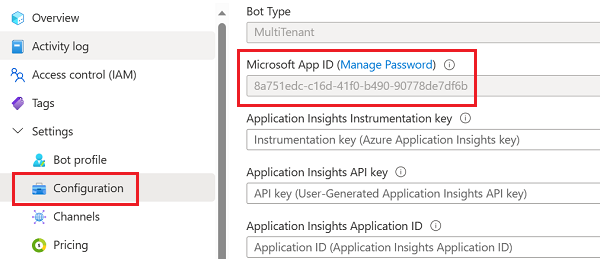 Overview
Activity log
Access control (IAM)
Tags
Settings
Bot profile
Configuration
Channels
Pricing
Bot Type
MultiTenant
Microsoft App ID (Manage Password)
8a751edc-c16d-41f0-b490-90778de7df6b
Application Insights Instrumentation key
Instrumentation key (Azure Application Insights key)
Application Insights API key
API key (User-Generated Application Insights API key)
Application Insights Application ID
Application ID (Application Insights Application ID)